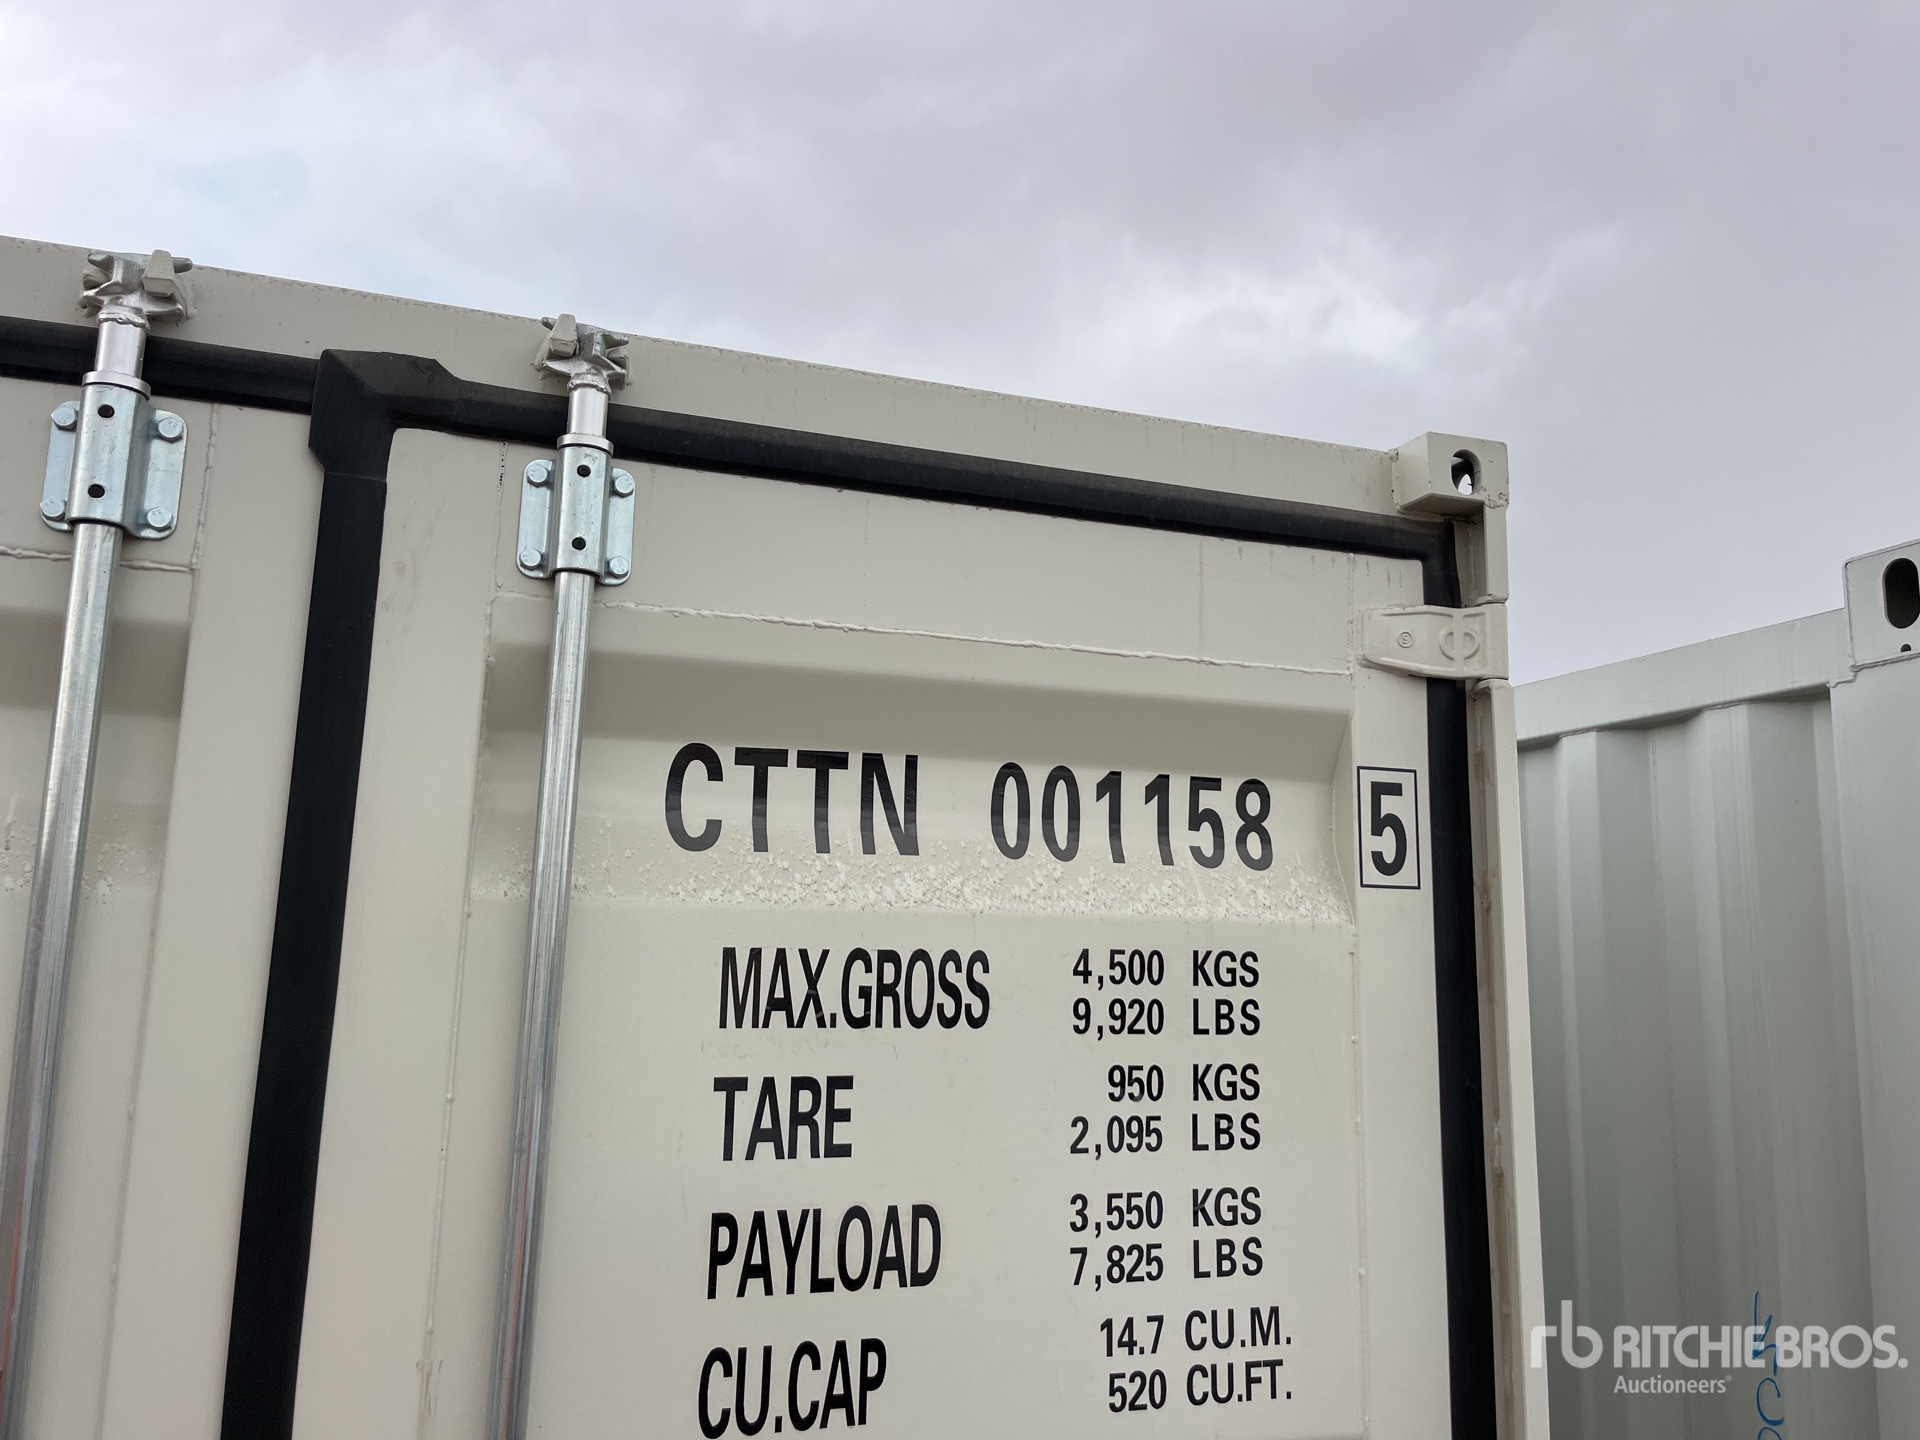 CTTN 001158 5
MAX.GROSS 4,500 KGS
9,920 LBS
TARE 950 KGS
2,095 LBS
PAYLOAD 3,550 KGS
7,825 LBS
CU.CAP 14.7 CU.M.
520 CU.FT.
rb RITCHIE BROS.
Auctioneers